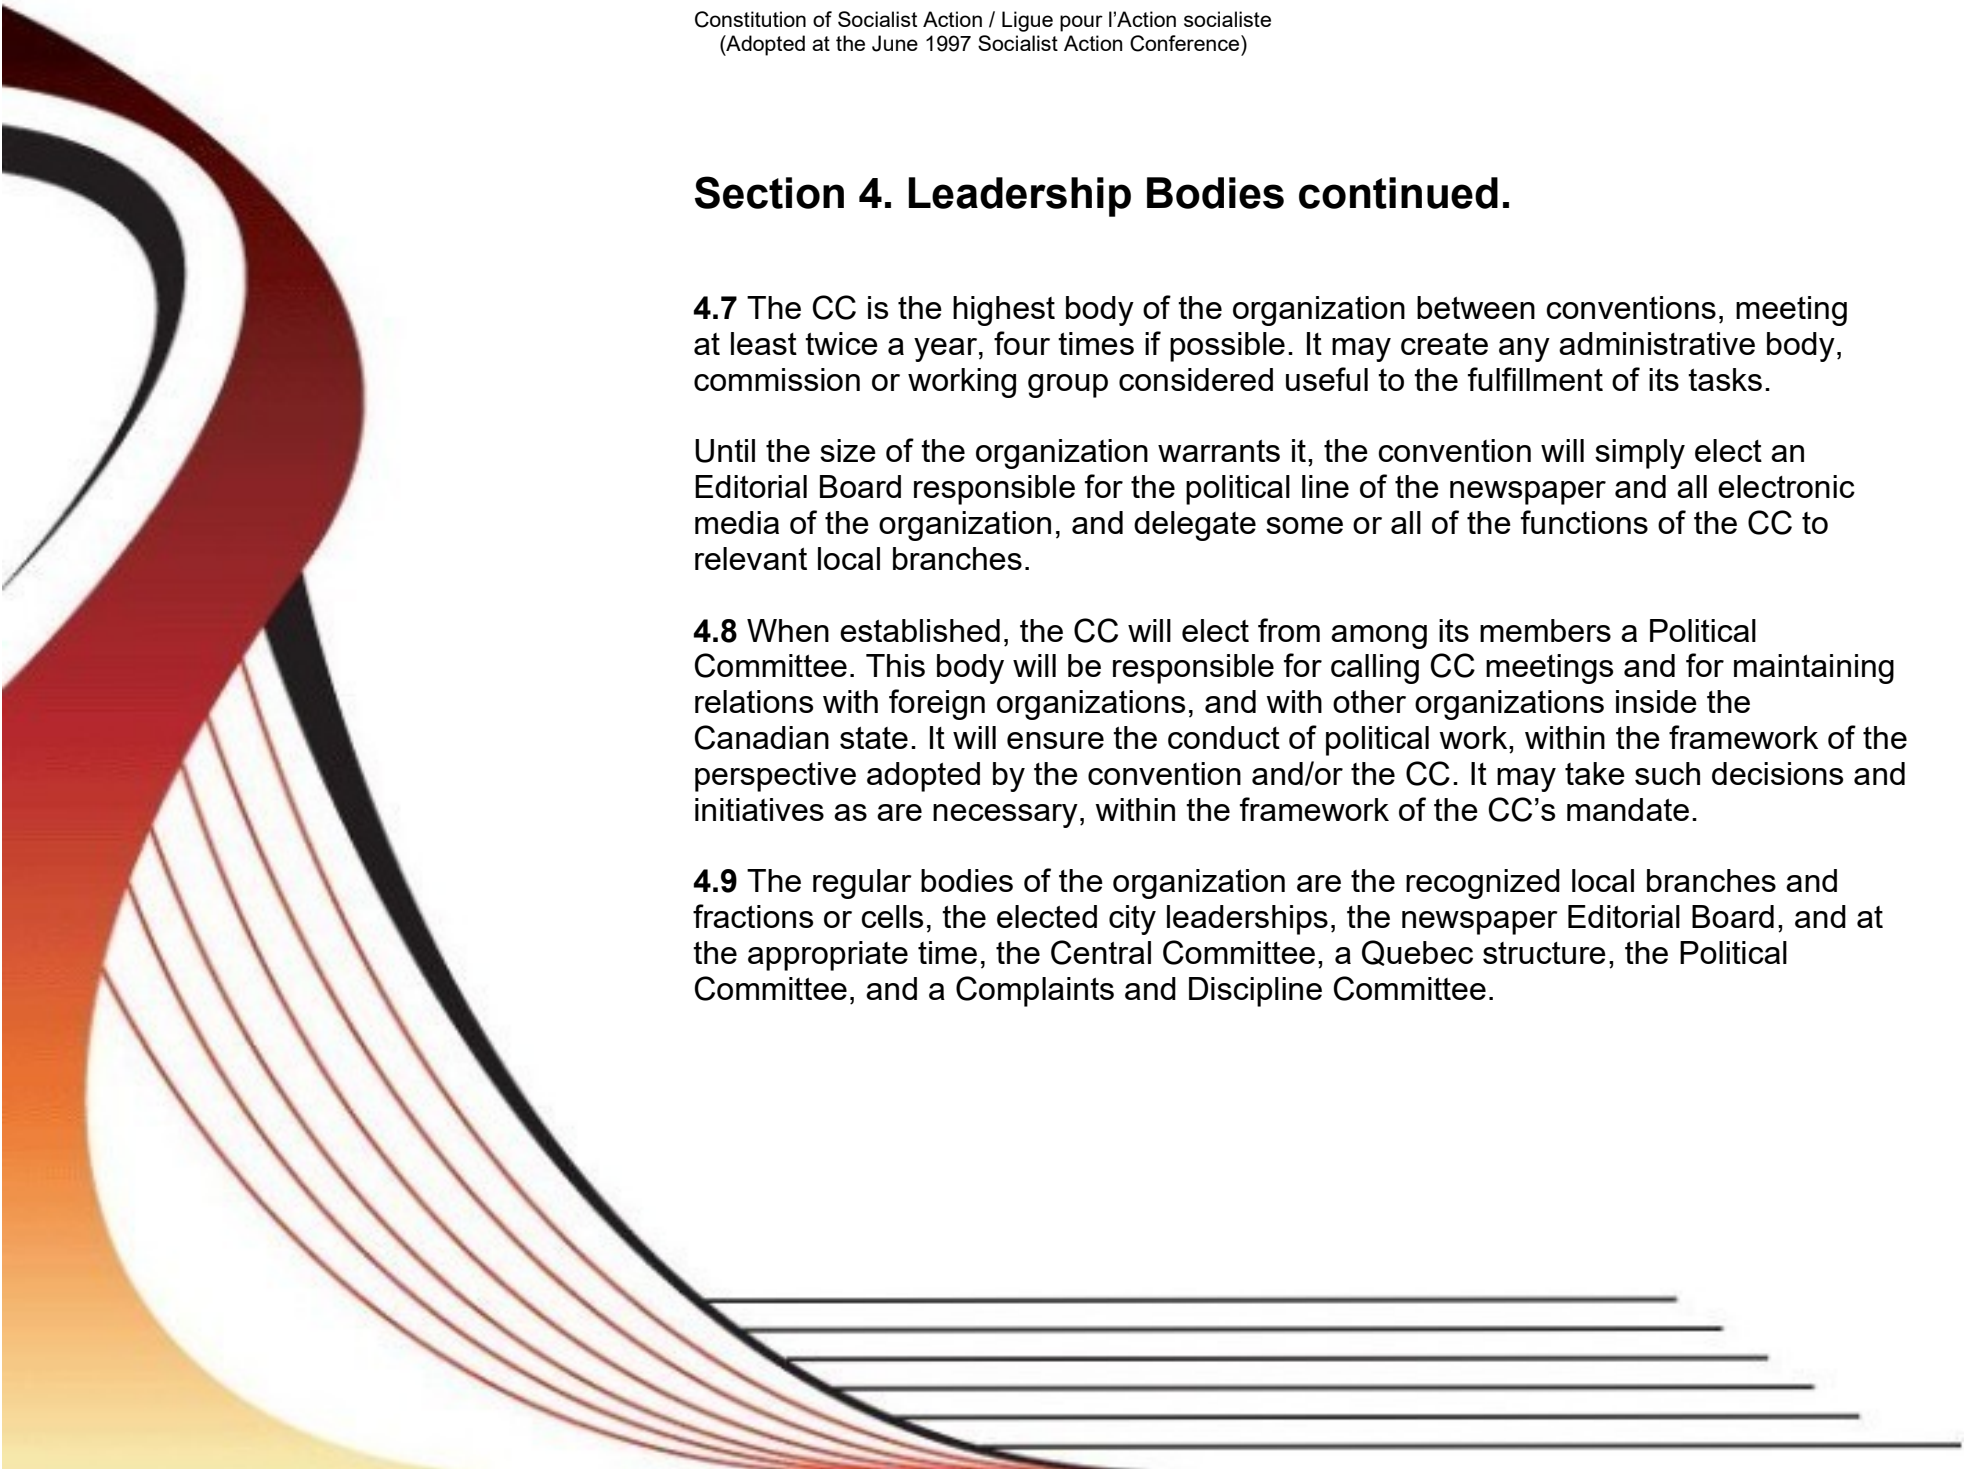 Constitution of Socialist Action / Ligue pour l’Action socialiste
(Adopted at the June 1997 Socialist Action Conference)
Section 4. Leadership Bodies continued.
4.7 The CC is the highest body of the organization between conventions, meeting
at least twice a year, four times if possible. It may create any administrative body,
commission or working group considered useful to the fulfillment of its tasks.
Until the size of the organization warrants it, the convention will simply elect an
Editorial Board responsible for the political line of the newspaper and all electronic
media of the organization, and delegate some or all of the functions of the CC to
relevant local branches.
4.8 When established, the CC will elect from among its members a Political
Committee. This body will be responsible for calling CC meetings and for maintaining
relations with foreign organizations, and with other organizations inside the
Canadian state. It will ensure the conduct of political work, within the framework of the
perspective adopted by the convention and/or the CC. It may take such decisions and
initiatives as are necessary, within the framework of the CC’s mandate.
4.9 The regular bodies of the organization are the recognized local branches and
fractions or cells, the elected city leaderships, the newspaper Editorial Board, and at
the appropriate time, the Central Committee, a Quebec structure, the Political
Committee, and a Complaints and Discipline Committee.